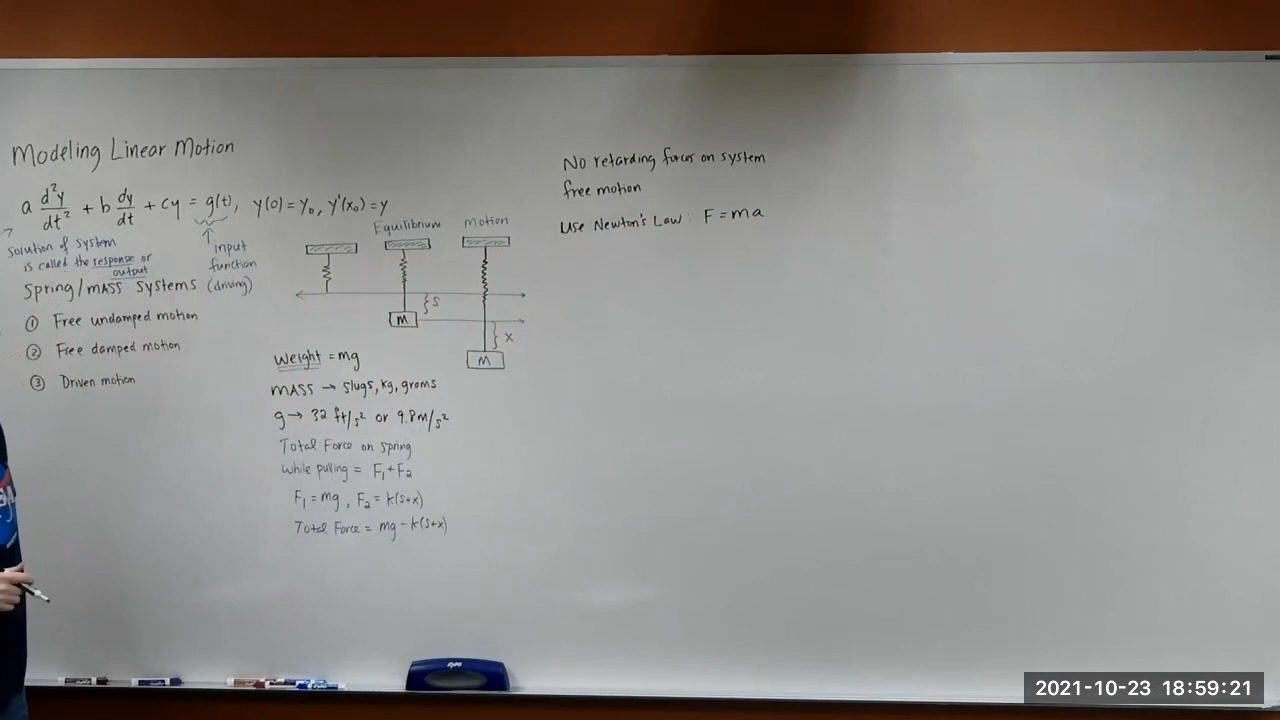 Modeling Linear Motion
a d²y/dt² + b dy/dt + cy = g(t), y(0) = y₀, y'(x₀) = y
solution of system
is called the response or
output
input
function
(driving)
Spring/MASS Systems
① Free undamped motion
② Free damped motion
③ Driven motion
Equilibrium
Motion
S
M
X
M
Weight = mg
MASS → slugs, kg, grams
g → 32 ft/s² or 9.8m/s²
Total Force on spring
while pulling = F₁+F₂
F₁ = mg, F₂ = k(s+x)
Total Force = mg - k(s+x)
No retarding forces on system
free motion
Use Newton's Law: F = ma
EXPO
2021-10-23 18:59:21